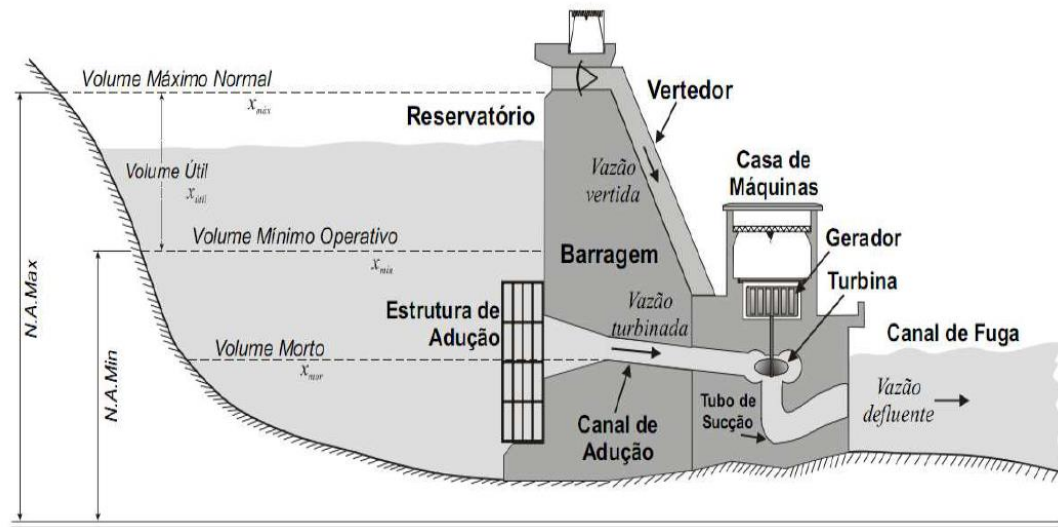 Volume Máximo Normal
x_máx
Reservatório
Vertedor
Vazão
vertida
Casa de
Máquinas
Volume Útil
x_útil
Volume Mínimo Operativo
x_mín
Barragem
Gerador
Turbina
N.A.Max
N.A.Min
Estrutura de
Adução
Vazão
turbinada
Canal de Fuga
Volume Morto
x_mor
Vazão
defluente
Tubo de
Sucção
Canal de
Adução